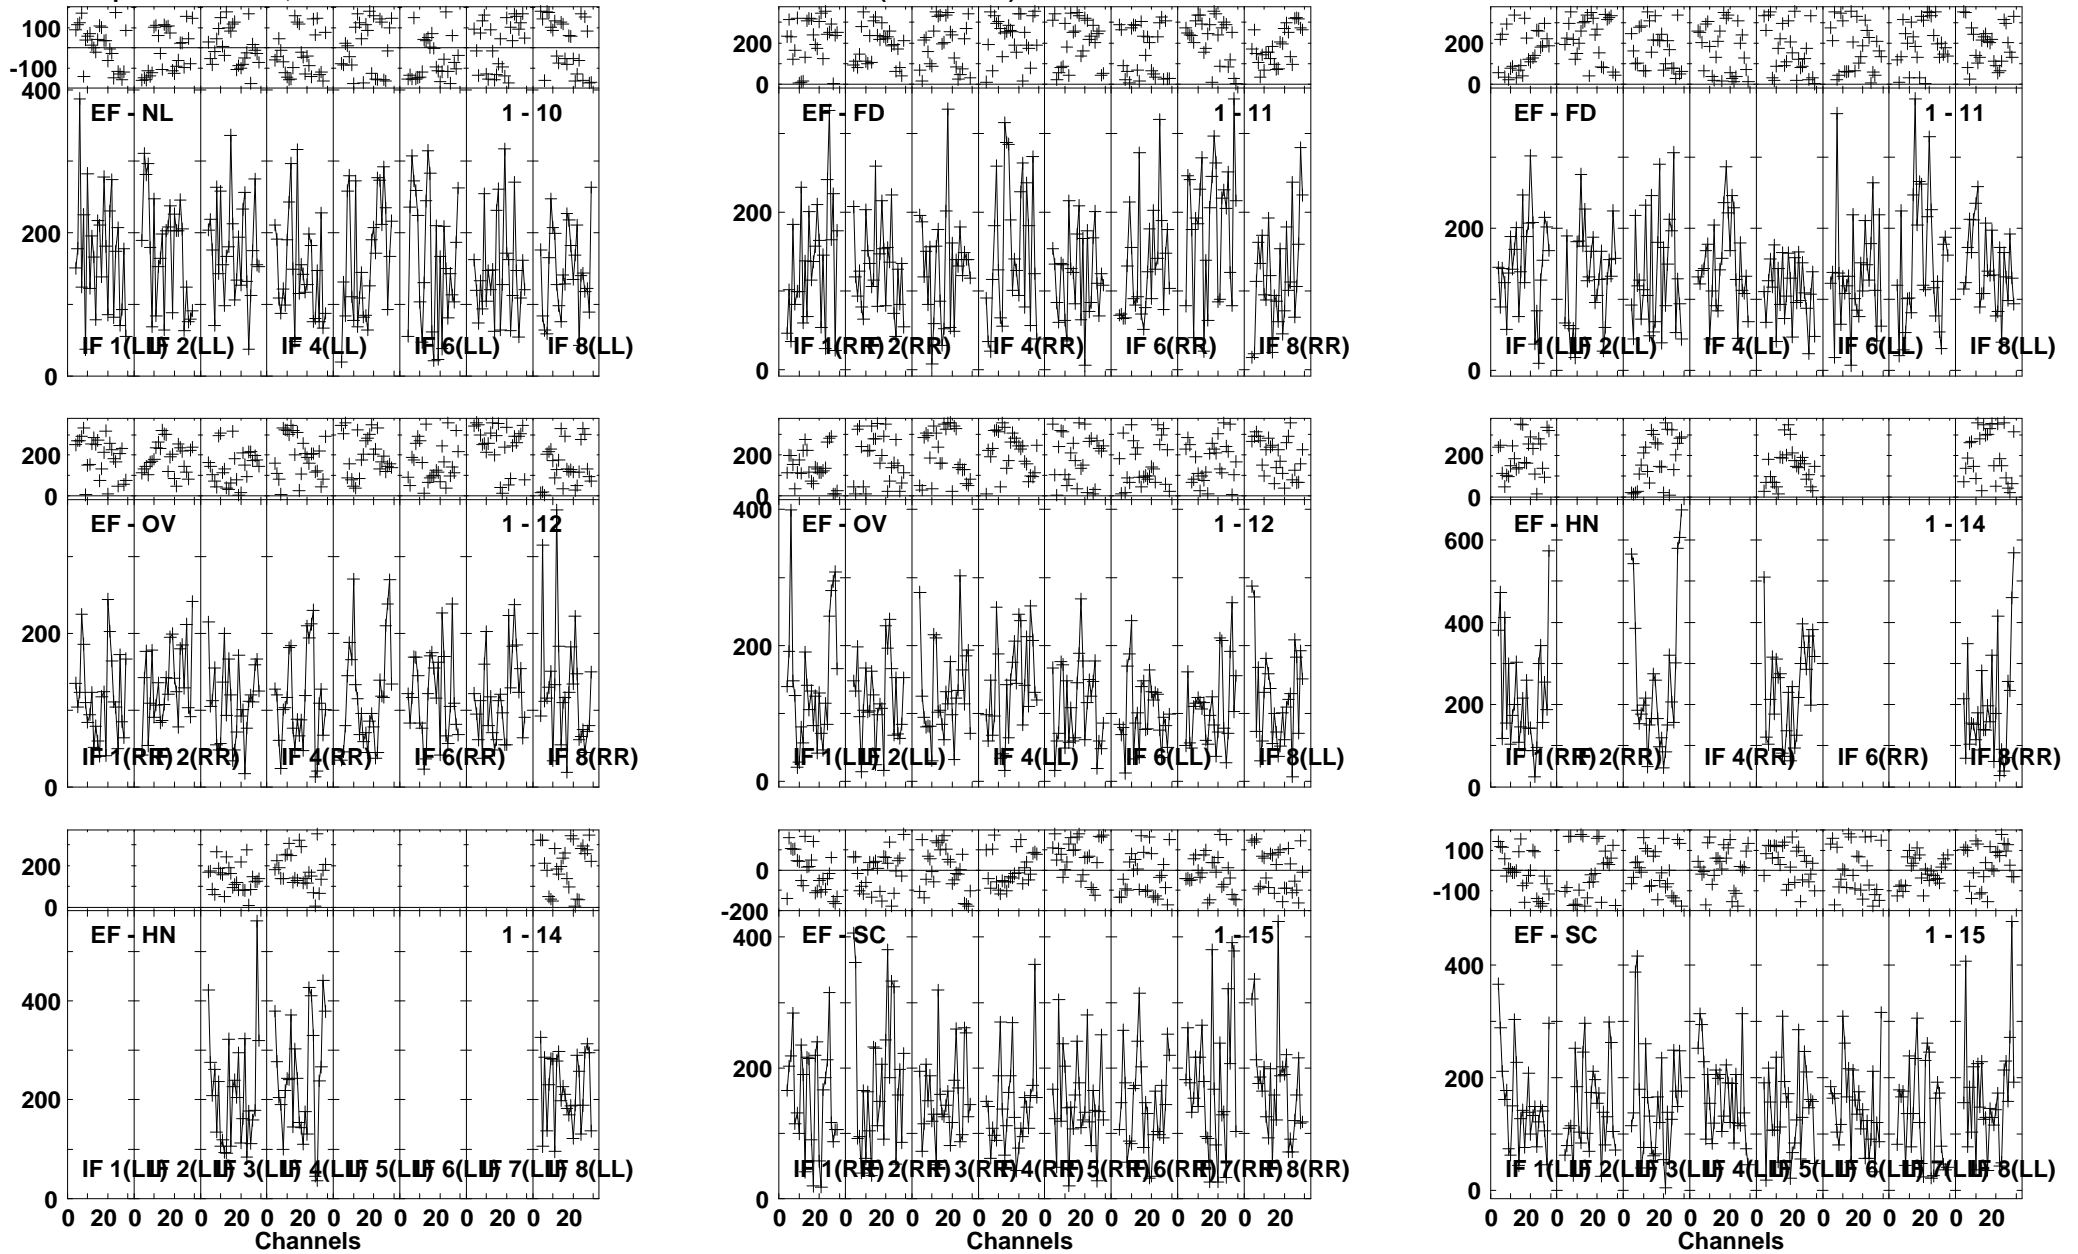 100
-100
400
200
0
EF - NL 1 - 10
IF 1(LL) IF 2(LL) IF 4(LL) IF 6(LL) IF 8(LL)
200
0
200
0
EF - FD 1 - 11
IF 1(RR) IF 2(RR) IF 4(RR) IF 6(RR) IF 8(RR)
200
0
200
0
EF - FD 1 - 11
IF 1(LL) IF 2(LL) IF 4(LL) IF 6(LL) IF 8(LL)
200
200
0
EF - OV 1 - 12
IF 1(RR) IF 2(RR) IF 4(RR) IF 6(RR) IF 8(RR)
200
0
400
200
0
EF - OV 1 - 12
IF 1(LL) IF 2(LL) IF 4(LL) IF 6(LL) IF 8(LL)
200
0
600
400
200
0
EF - HN 1 - 14
IF 1(RR) IF 2(RR) IF 4(RR) IF 6(RR) IF 8(RR)
200
0
400
200
0
EF - HN 1 - 14
IF 1(LL) IF 2(LL) IF 3(LL) IF 4(LL) IF 5(LL) IF 6(LL) IF 7(LL) IF 8(LL)
0 20 0 20 0 20 0 20 0 20 0 20 0 20 0 20
Channels
0
-200
400
200
0
EF - SC 1 - 15
IF 1(RR) IF 2(RR) IF 3(RR) IF 4(RR) IF 5(RR) IF 6(RR) IF 7(RR) IF 8(RR)
0 20 0 20 0 20 0 20 0 20 0 20 0 20 0 20
Channels
100
-100
400
200
0
EF - SC 1 - 15
IF 1(LL) IF 2(LL) IF 3(LL) IF 4(LL) IF 5(LL) IF 6(LL) IF 7(LL) IF 8(LL)
0 20 0 20 0 20 0 20 0 20 0 20 0 20 0 20
Channels